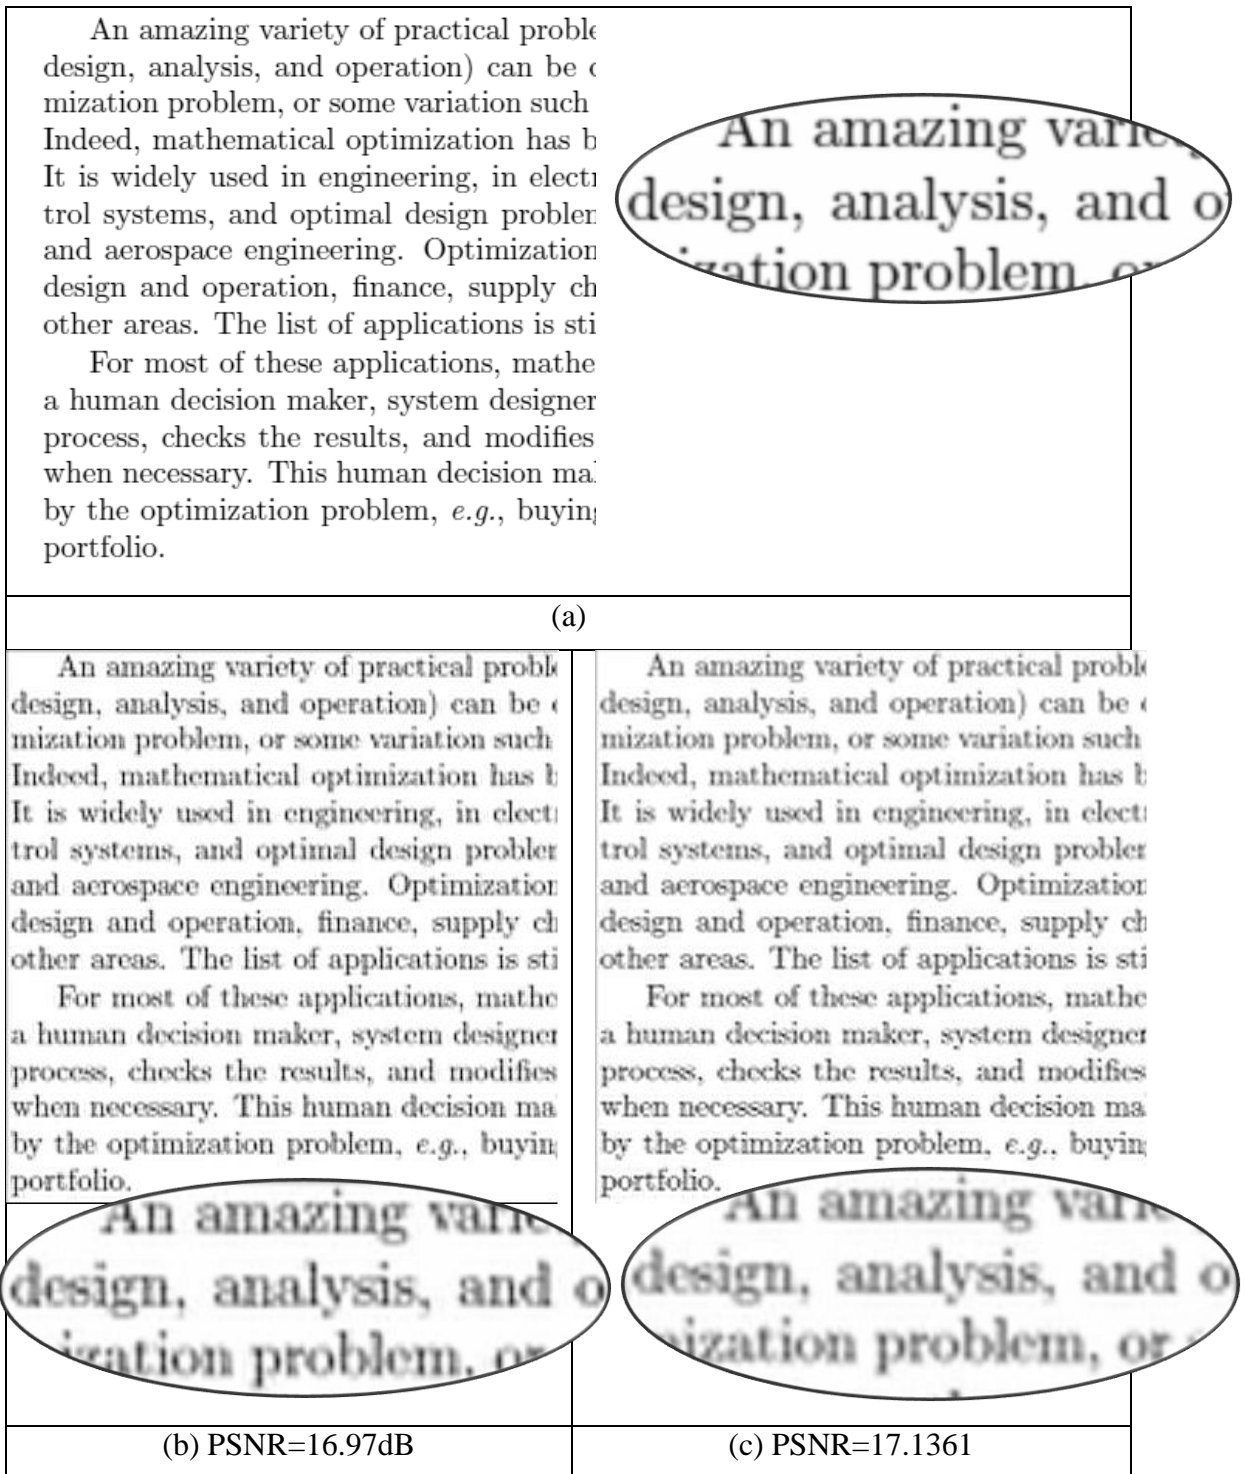 An amazing variety of practical proble
design, analysis, and operation) can be
mization problem, or some variation such
Indeed, mathematical optimization has b
It is widely used in engineering, in elect
trol systems, and optimal design problem
and aerospace engineering. Optimization
design and operation, finance, supply ch
other areas. The list of applications is sti
For most of these applications, mathe
a human decision maker, system designer
process, checks the results, and modifies
when necessary. This human decision ma
by the optimization problem, e.g., buying
portfolio.
An amazing varie
design, analysis, and o
ization problem, or
(a)
An amazing variety of practical probl
design, analysis, and operation) can be
mization problem, or some variation such
Indeed, mathematical optimization has b
It is widely used in engineering, in elect
trol systems, and optimal design probler
and aerospace engineering. Optimization
design and operation, finance, supply ch
other areas. The list of applications is sti
For most of these applications, mathe
a human decision maker, system designer
process, checks the results, and modifies
when necessary. This human decision ma
by the optimization problem, e.g., buyin
portfolio.
An amazing varie
design, analysis, and o
ization problem, or
(b) PSNR=16.97dB
An amazing variety of practical probl
design, analysis, and operation) can be
mization problem, or some variation such
Indeed, mathematical optimization has b
It is widely used in engineering, in elect
trol systems, and optimal design probler
and aerospace engineering. Optimization
design and operation, finance, supply ch
other areas. The list of applications is sti
For most of these applications, mathe
a human decision maker, system designer
process, checks the results, and modifies
when necessary. This human decision ma
by the optimization problem, e.g., buyin
portfolio.
An amazing varie
design, analysis, and o
ization problem, or
(c) PSNR=17.1361